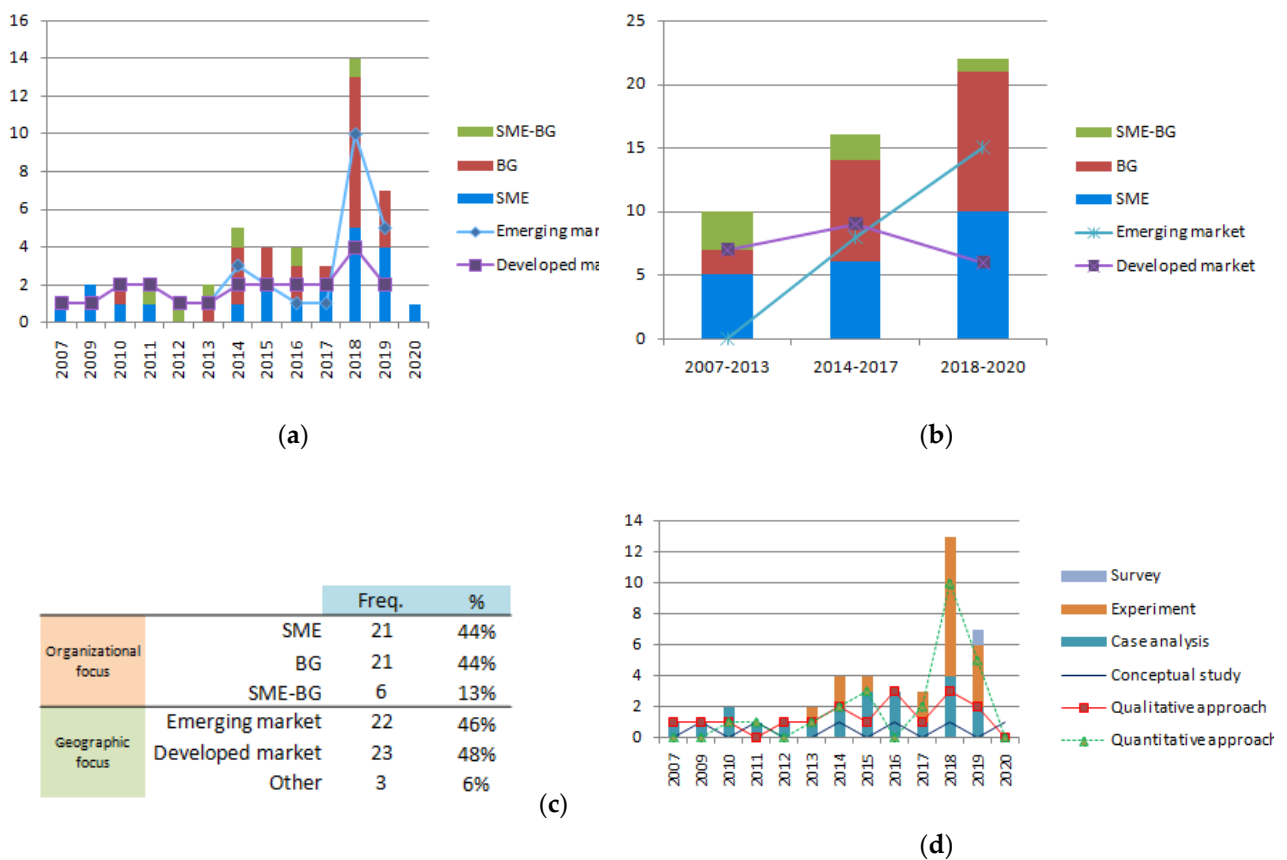 16
14
12
10
8
6
4
2
0
2007
2009
2010
2011
2012
2013
2014
2015
2016
2017
2018
2019
2020
SME-BG
BG
SME
Emerging mar
Developed ma
(a)
25
20
15
10
5
0
2007-2013
2014-2017
2018-2020
SME-BG
BG
SME
Emerging market
Developed market
(b)
Freq. %
Organizational
focus
SME 21 44%
BG 21 44%
SME-BG 6 13%
Geographic
focus
Emerging market 22 46%
Developed market 23 48%
Other 3 6%
(c)
14
12
10
8
6
4
2
0
2007
2009
2010
2011
2012
2013
2014
2015
2016
2017
2018
2019
2020
Survey
Experiment
Case analysis
Conceptual study
Qualitative approach
Quantitative approach
(d)